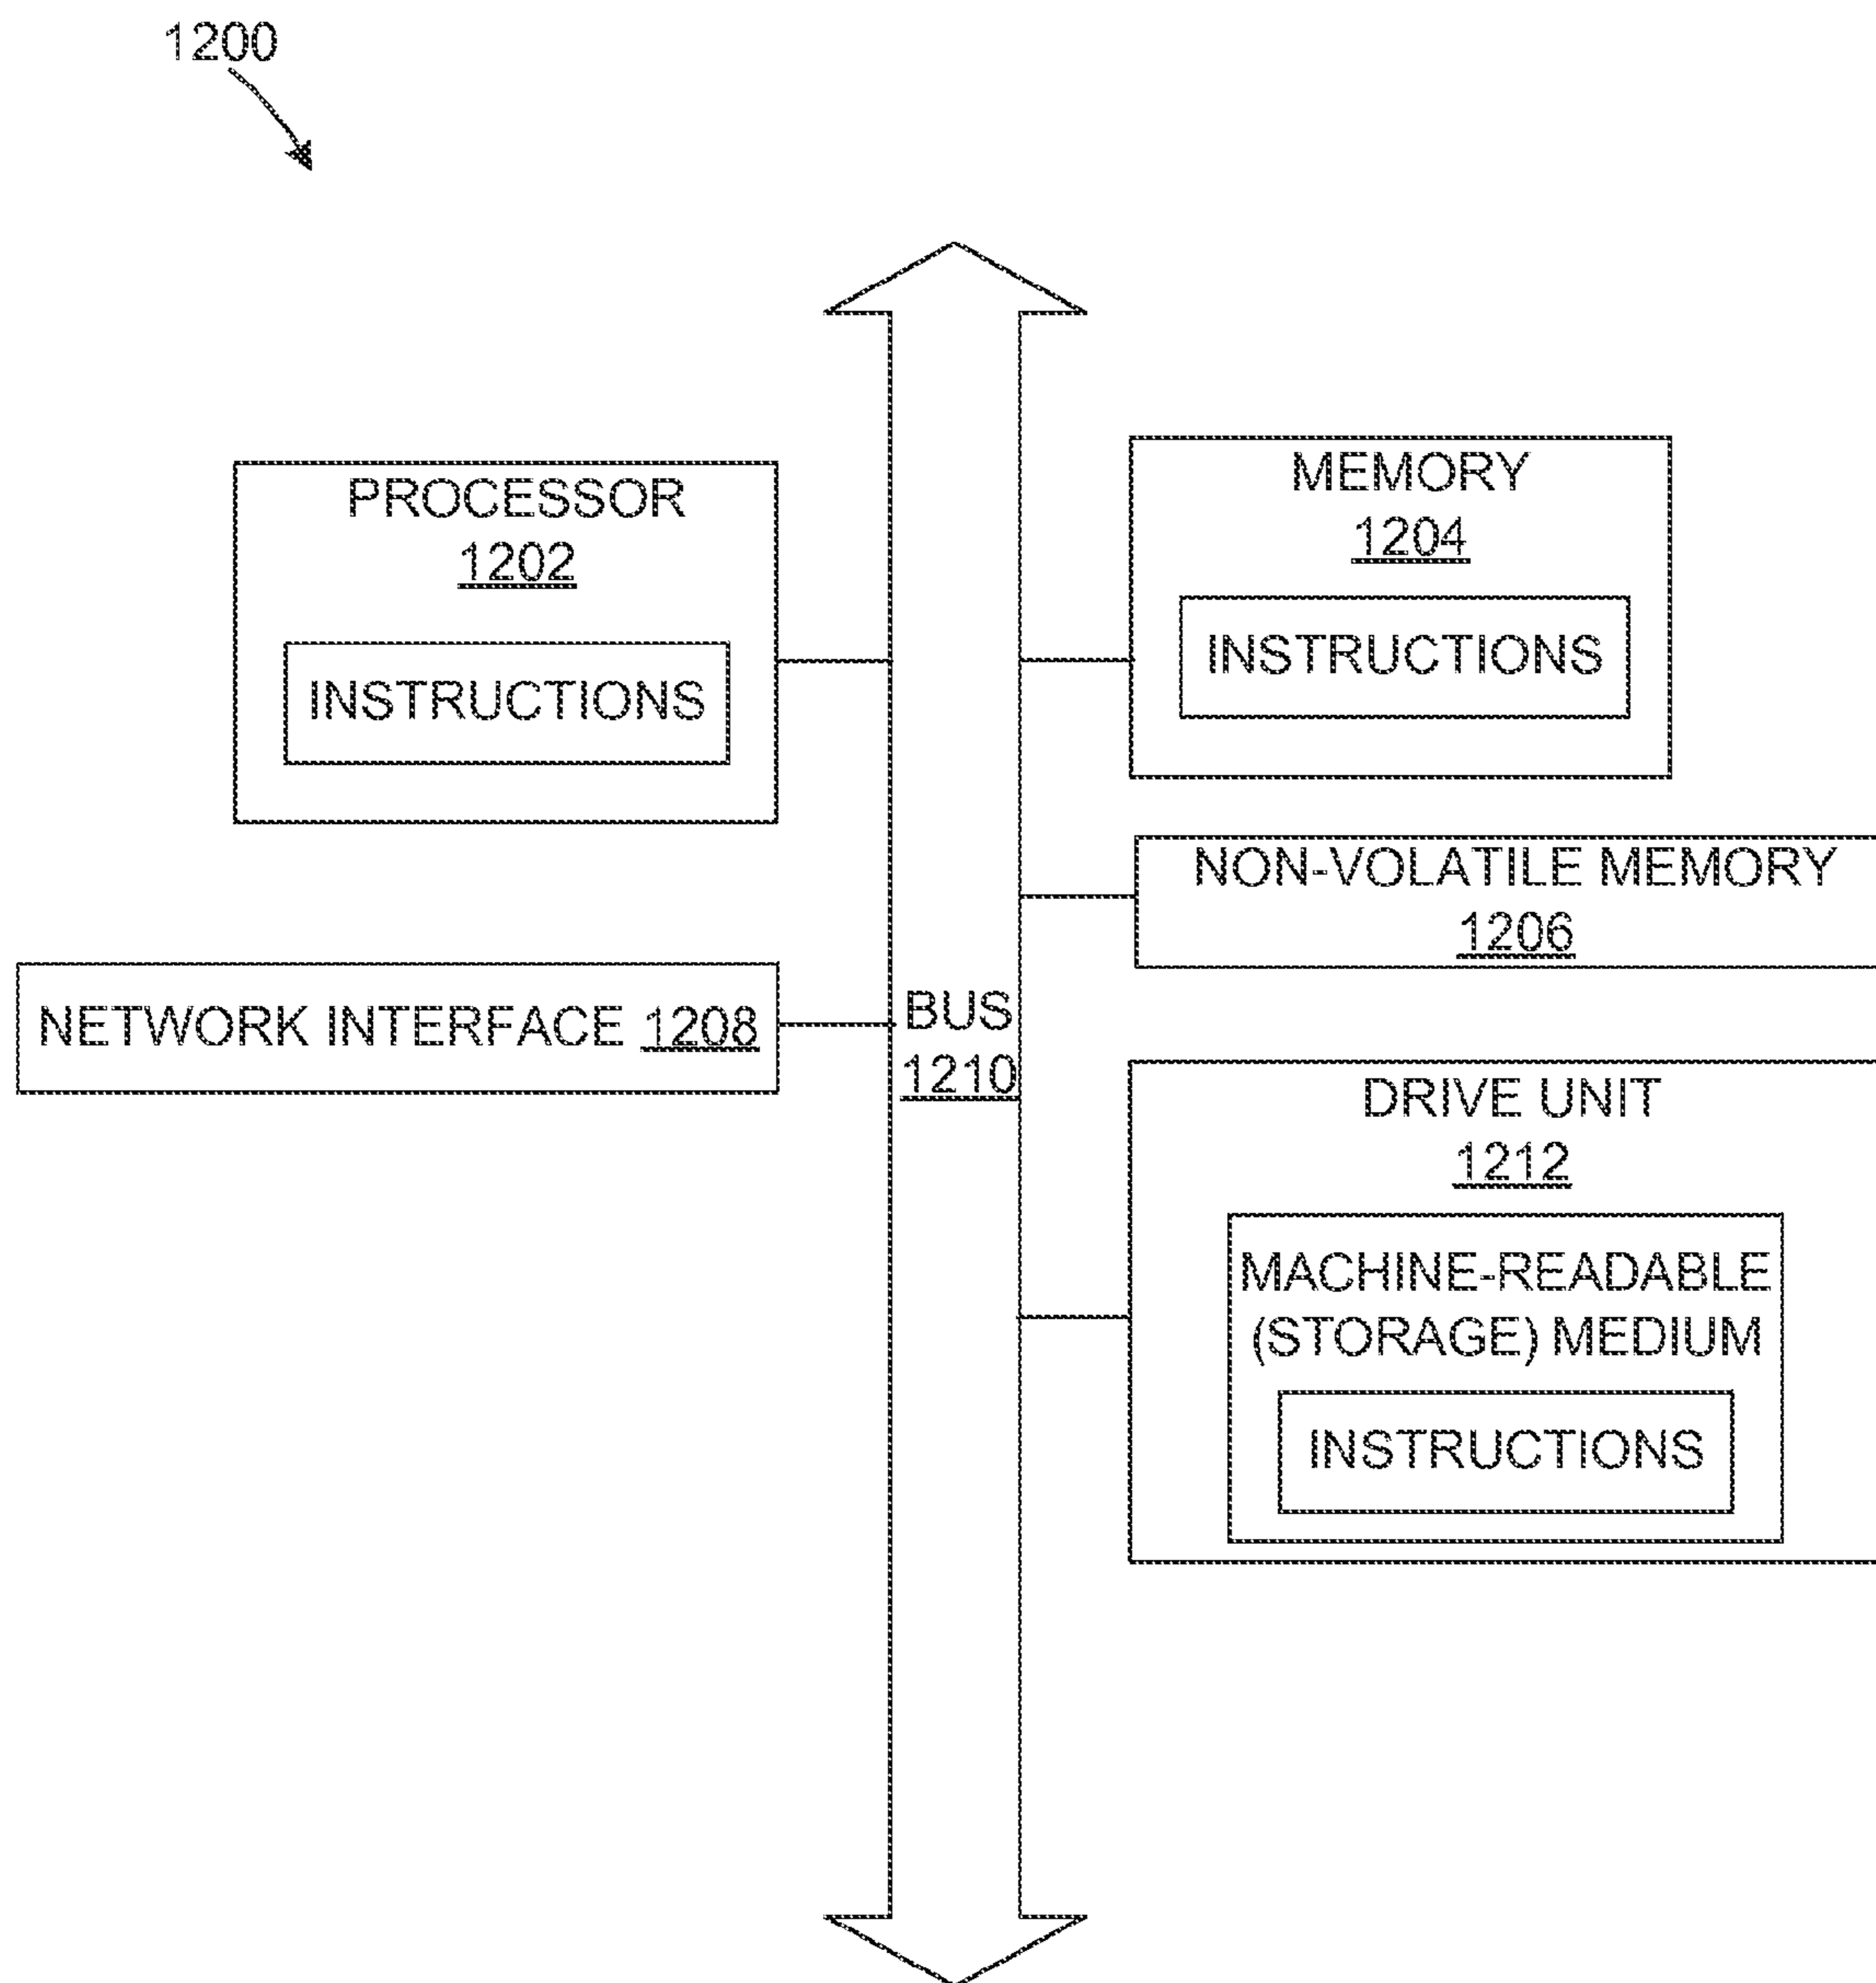 1200
PROCESSOR
1202
INSTRUCTIONS
MEMORY
1204
INSTRUCTIONS
NON-VOLATILE MEMORY
1206
NETWORK INTERFACE 1208
BUS
1210
DRIVE UNIT
1212
MACHINE-READABLE
(STORAGE) MEDIUM
INSTRUCTIONS